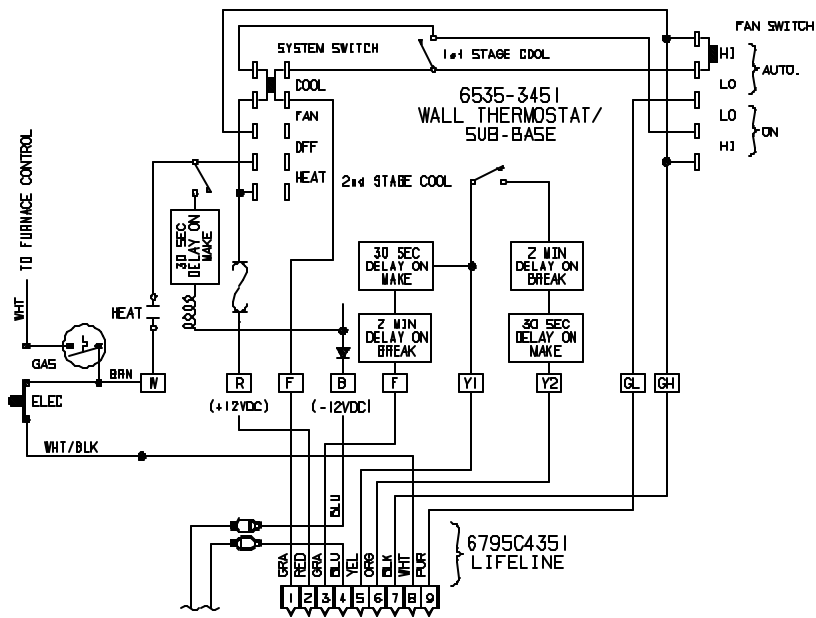 FAN SWITCH
SYSTEM SWITCH
1st STAGE COOL
HI
AUTO.
LO
COOL
6535-3451
WALL THERMOSTAT/
SUB-BASE
FAN
LO
ON
OFF
HI
HEAT
2nd STAGE COOL
TO FURNACE CONTROL
WHT
30 SEC
DELAY ON
MAKE
30 SEC
DELAY ON
MAKE
2 MIN
DELAY ON
BREAK
HEAT
2 MIN
DELAY ON
BREAK
30 SEC
DELAY ON
MAKE
GAS
BRN
W
R
F
B
F
Y1
Y2
GL
GH
ELEC
(+12VDC)
(-12VDC)
WHT/BLK
BLU
6795C4351
LIFELINE
GRA
RED
GRA
BLU
YEL
ORG
BLK
WHT
PUR
1 2 3 4 5 6 7 8 9